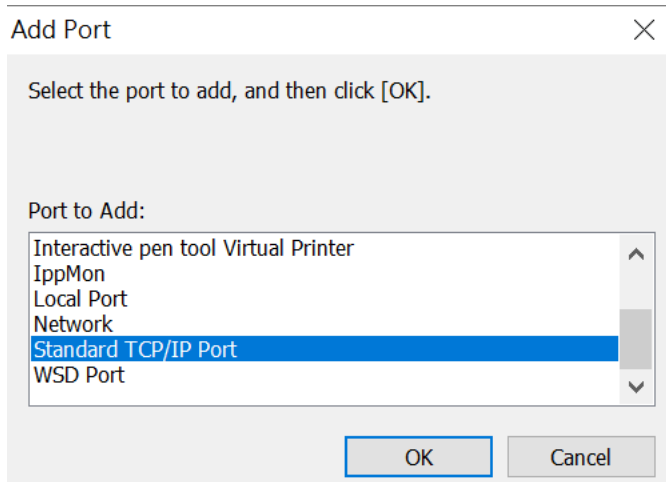 Add Port
Select the port to add, and then click [OK].
Port to Add:
Interactive pen tool Virtual Printer
IppMon
Local Port
Network
Standard TCP/IP Port
WSD Port
OK
Cancel